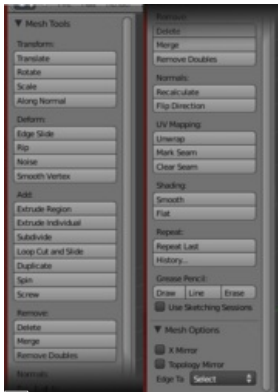 Mesh Tools
Transform:
Translate
Rotate
Scale
Along Normal
Deform:
Edge Slide
Rip
Noise
Smooth Vertex
Add:
Extrude Region
Extrude Individual
Subdivide
Loop Cut and Slide
Duplicate
Spin
Screw
Remove:
Delete
Merge
Remove Doubles
Normals:
Remove:
Delete
Merge
Remove Doubles
Normals:
Recalculate
Flip Direction
UV Mapping:
Unwrap
Mark Seam
Clear Seam
Shading:
Smooth
Flat
Repeat:
Repeat Last
History...
Grease Pencil:
Draw Line Erase
Use Sketching Sessions
Mesh Options
X Mirror
Topology Mirror
Edge Ta Select